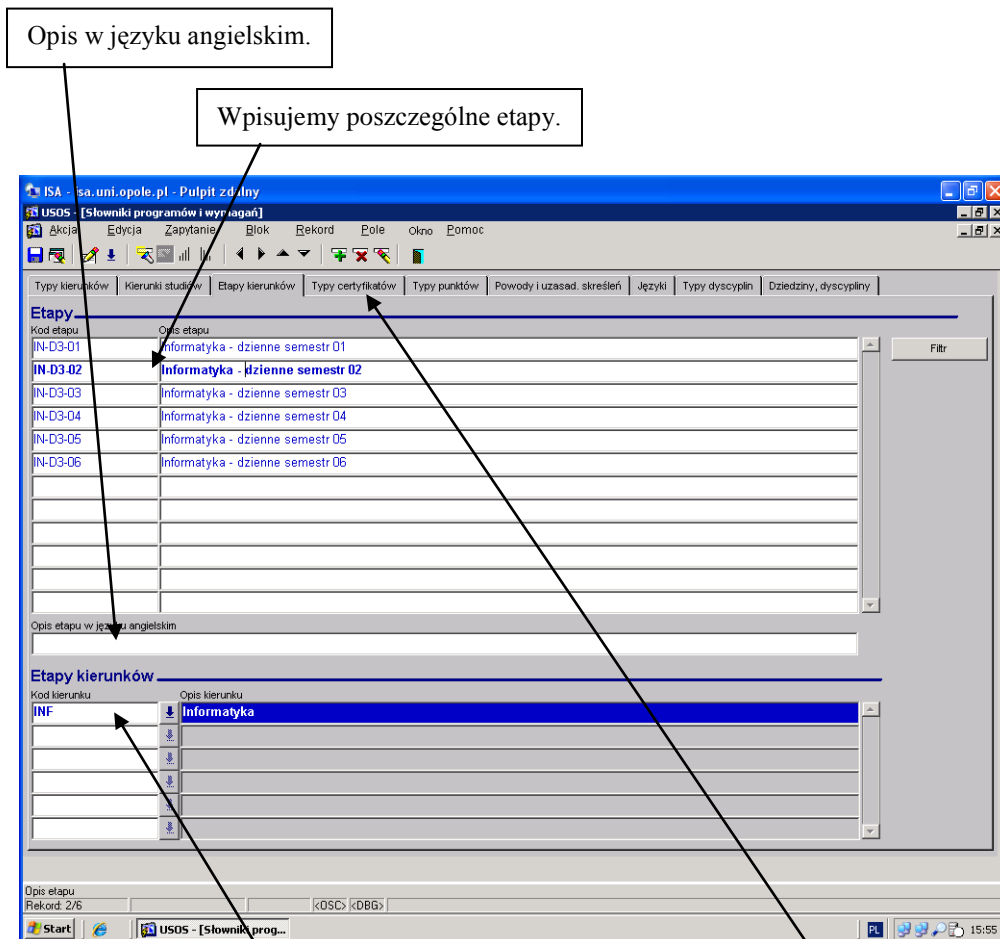 Opis w języku angielskim.
Wpisujemy poszczególne etapy.
ISA - isa.uni.opole.pl - Pulpit zdalny
USOS - [Słowniki programów i wymagań]
Akcja Edycja Zapytanie Blok Rekord Pole Okno Pomoc
Typy kierunków Kierunki studiów Etapy kierunków Typy certyfikatów Typy punktów Powody i uzasad. skreśleń Języki Typy dyscyplin Dziedziny, dyscypliny
Etapy
Kod etapu Opis etapu
IN-D3-01 Informatyka - dzienne semestr 01
Filtr
IN-D3-02 Informatyka - dzienne semestr 02
IN-D3-03 Informatyka - dzienne semestr 03
IN-D3-04 Informatyka - dzienne semestr 04
IN-D3-05 Informatyka - dzienne semestr 05
IN-D3-06 Informatyka - dzienne semestr 06
Opis etapu w języku angielskim
Etapy kierunków
Kod kierunku Opis kierunku
INF Informatyka
Opis etapu
Rekord: 2/6 <OSC> <DBG>
Start USOS - [Słowniki prog... PL 15:55